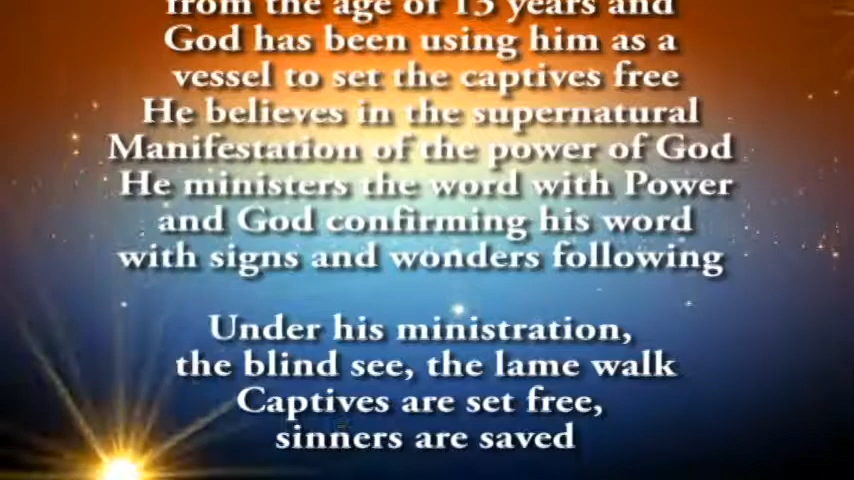 from the age of 13 years and
God has been using him as a
vessel to set the captives free
He believes in the supernatural
Manifestation of the power of God
He ministers the word with Power
and God confirming his word
with signs and wonders following
Under his ministration,
the blind see, the lame walk
Captives are set free,
sinners are saved